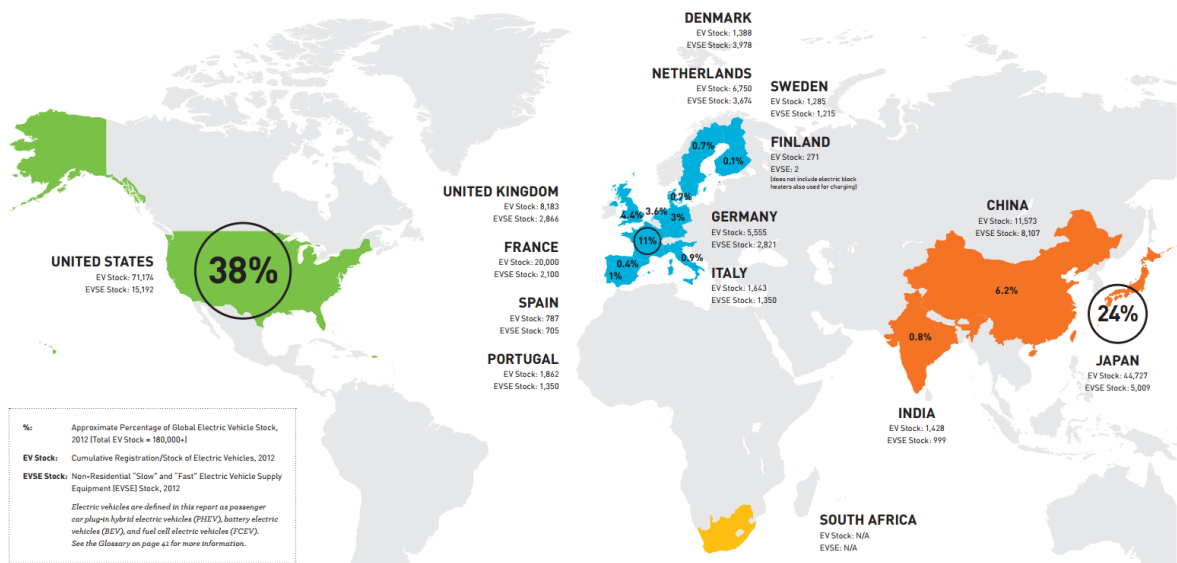 DENMARK
EV Stock: 1,388
EVSE Stock: 3,978
NETHERLANDS
EV Stock: 6,750
EVSE Stock: 3,674
SWEDEN
EV Stock: 1,285
EVSE Stock: 1,215
FINLAND
EV Stock: 271
EVSE: 2
(does not include electric block
heaters also used for charging)
0.7%
0.1%
UNITED KINGDOM
EV Stock: 8,183
EVSE Stock: 2,866
FRANCE
EV Stock: 20,000
EVSE Stock: 2,100
SPAIN
EV Stock: 787
EVSE Stock: 705
PORTUGAL
EV Stock: 1,862
EVSE Stock: 1,350
0.7%
4.4%
3.6%
3%
11%
0.9%
0.4%
1%
GERMANY
EV Stock: 5,555
EVSE Stock: 2,821
ITALY
EV Stock: 1,643
EVSE Stock: 1,350
UNITED STATES
EV Stock: 71,174
EVSE Stock: 15,192
38%
CHINA
EV Stock: 11,573
EVSE Stock: 8,107
6.2%
0.8%
24%
JAPAN
EV Stock: 44,727
EVSE Stock: 5,009
INDIA
EV Stock: 1,428
EVSE Stock: 999
SOUTH AFRICA
EV Stock: N/A
EVSE: N/A
%: Approximate Percentage of Global Electric Vehicle Stock,
2012 (Total EV Stock = 180,000+)
EV Stock: Cumulative Registration/Stock of Electric Vehicles, 2012
EVSE Stock: Non-Residential “Slow” and “Fast” Electric Vehicle Supply
Equipment (EVSE) Stock, 2012
Electric vehicles are defined in this report as passenger
car plug-in hybrid electric vehicles (PHEV), battery electric
vehicles (BEV), and fuel cell electric vehicles (FCEV).
See the Glossary on page 41 for more information.